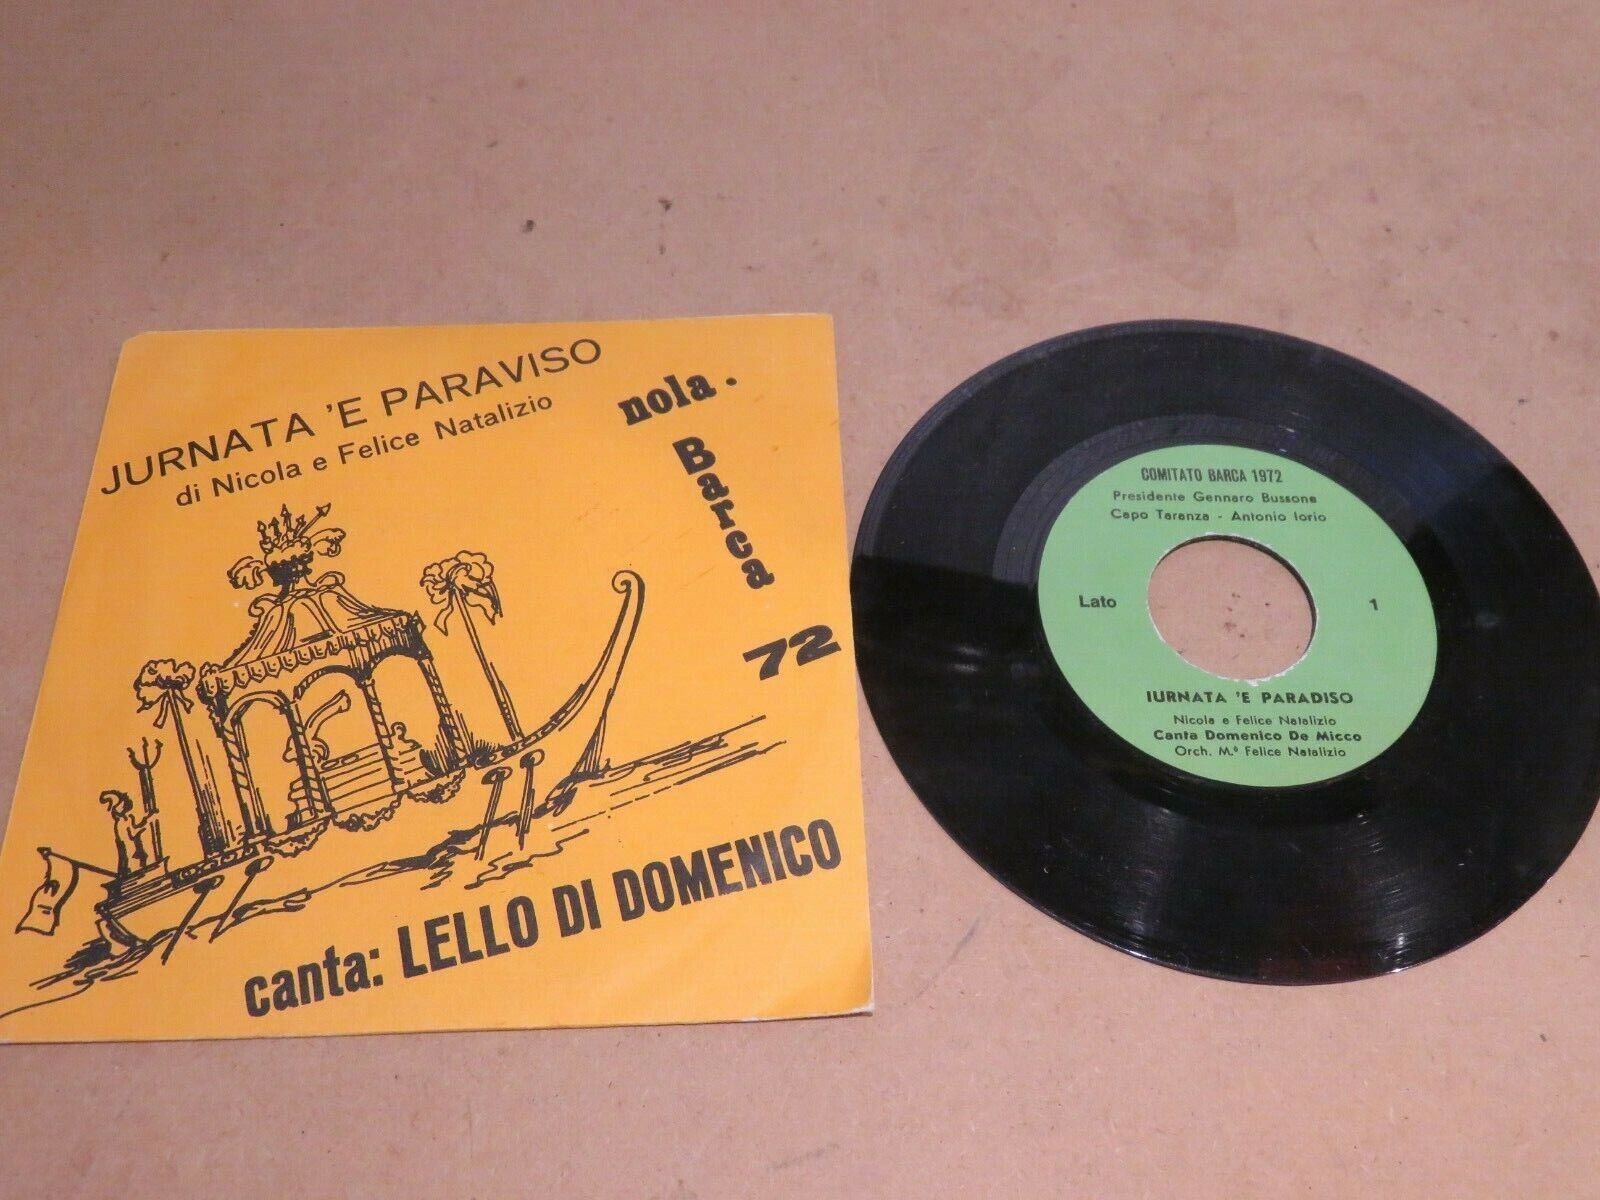 JURNATA 'E PARAVISO
di Nicola e Felice Natalizio
nola.
Barca
72
canta: LELLO DI DOMENICO
COMITATO BARCA 1972
Presidente Gennaro Bussone
Capo Taranza - Antonio Iorio
Lato 1
IURNATA 'E PARADISO
Nicola e Felice Natalizio
Canta Domenico De Micco
Orch. M.º Felice Natalizio